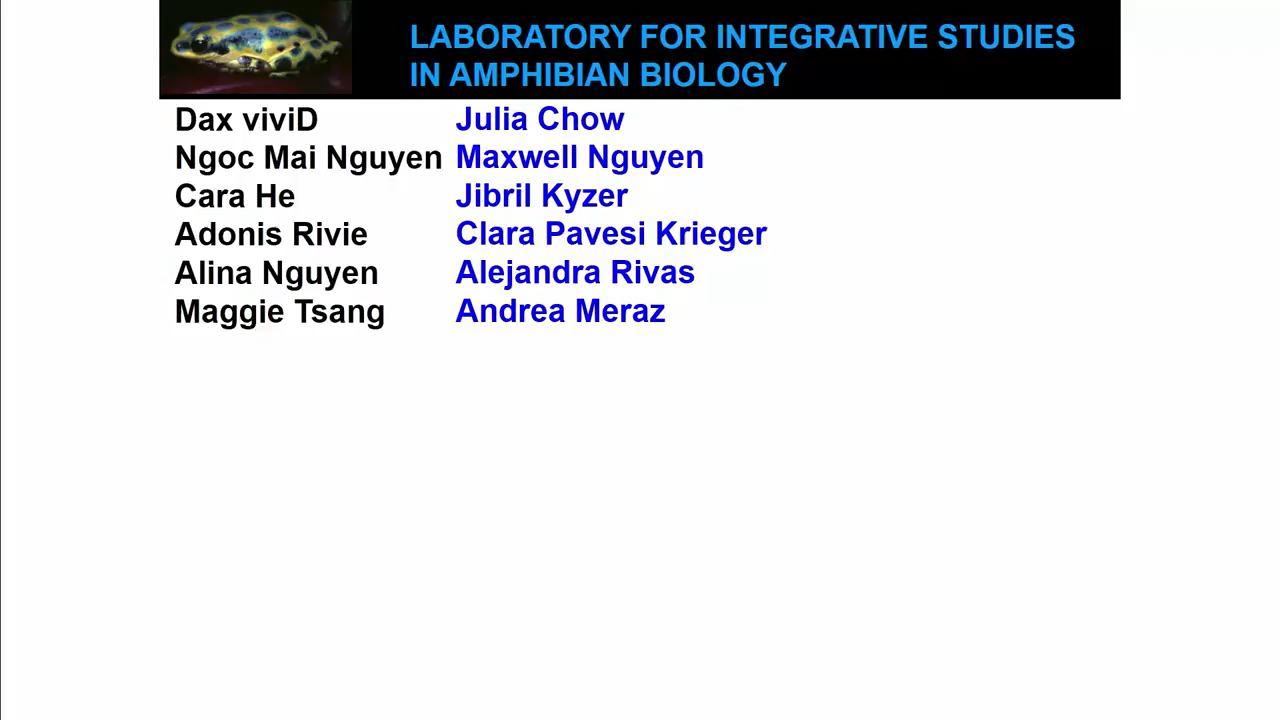 LABORATORY FOR INTEGRATIVE STUDIES
IN AMPHIBIAN BIOLOGY
Dax viviD
Ngoc Mai Nguyen
Cara He
Adonis Rivie
Alina Nguyen
Maggie Tsang
Julia Chow
Maxwell Nguyen
Jibril Kyzer
Clara Pavesi Krieger
Alejandra Rivas
Andrea Meraz